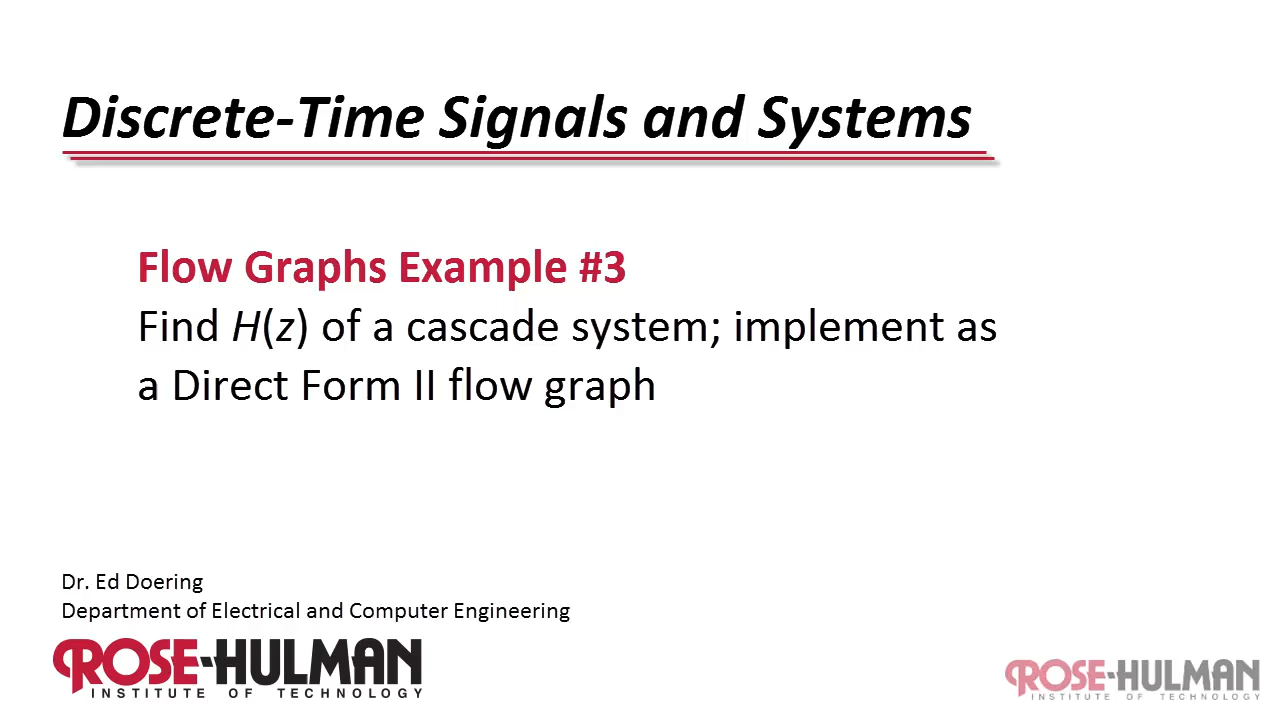 Discrete-Time Signals and Systems
Flow Graphs Example #3
Find H(z) of a cascade system; implement as
a Direct Form II flow graph
Dr. Ed Doering
Department of Electrical and Computer Engineering
ROSE-HULMAN
INSTITUTE OF TECHNOLOGY
ROSE-HULMAN
INSTITUTE OF TECHNOLOGY